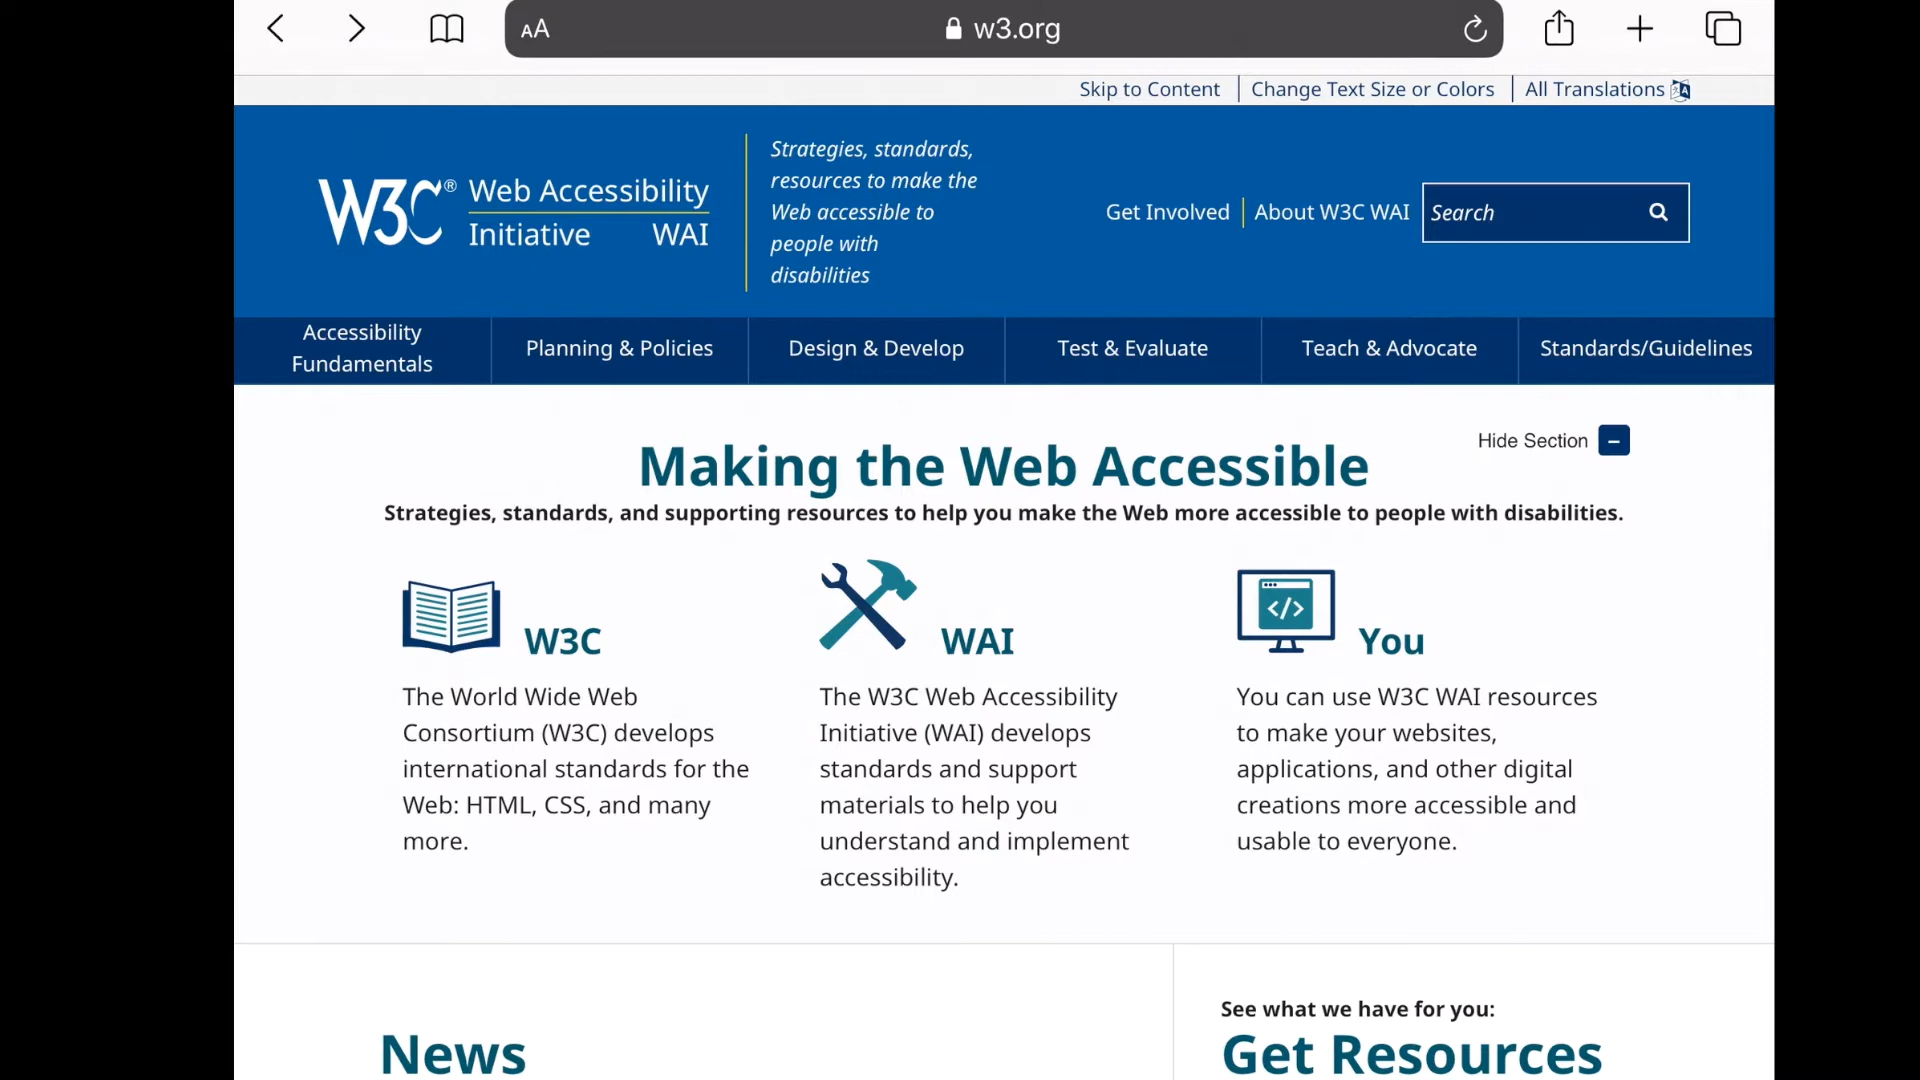 AA
w3.org
Skip to Content
Change Text Size or Colors
All Translations
W3C® Web Accessibility
Initiative WAI
Strategies, standards,
resources to make the
Web accessible to
people with
disabilities
Get Involved
About W3C WAI
Search
Accessibility
Fundamentals
Planning & Policies
Design & Develop
Test & Evaluate
Teach & Advocate
Standards/Guidelines
Hide Section
Making the Web Accessible
Strategies, standards, and supporting resources to help you make the Web more accessible to people with disabilities.
W3C
The World Wide Web
Consortium (W3C) develops
international standards for the
Web: HTML, CSS, and many
more.
WAI
The W3C Web Accessibility
Initiative (WAI) develops
standards and support
materials to help you
understand and implement
accessibility.
</>
You
You can use W3C WAI resources
to make your websites,
applications, and other digital
creations more accessible and
usable to everyone.
News
See what we have for you:
Get Resources